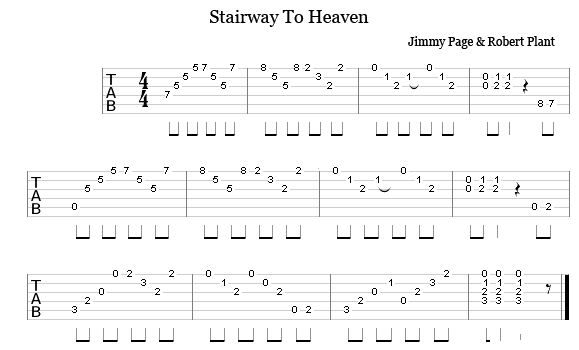 Stairway To Heaven
Jimmy Page & Robert Plant
5 7 7 8 8 2 2 0 0
T 4 5 5 5 3 1 1 1 0 1 1
5 5 5 2 2 2 0 2 2
A 4 7
B 8 7
5 7 7 8 8 2 2 0 0
T 5 5 5 3 1 1 1 0 1 1
5 5 5 2 2 2 0 2 2
A
B 0 0 2
0 2 2 0 0 2
T 3 1 1 3 0 0 0
0 2 2 2 0 2 1 1 1
A 2 2 0 2 2 2
B 3 0 2 3 3 3 3